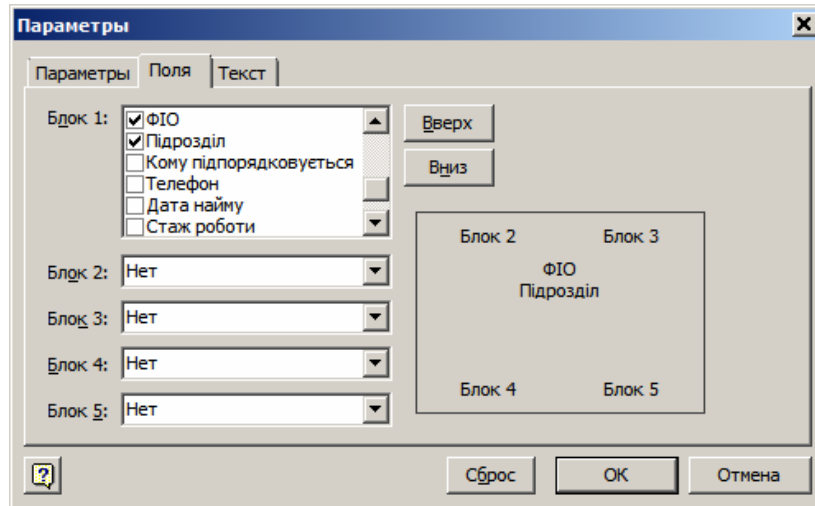 Параметры
Параметры Поля Текст
Блок 1:
ФІО
Підрозділ
Кому підпорядковується
Телефон
Дата найму
Стаж роботи
Вверх
Вниз
Блок 2: Нет
Блок 3: Нет
Блок 4: Нет
Блок 5: Нет
Блок 2 Блок 3
ФІО
Підрозділ
Блок 4 Блок 5
Сброс ОК Отмена